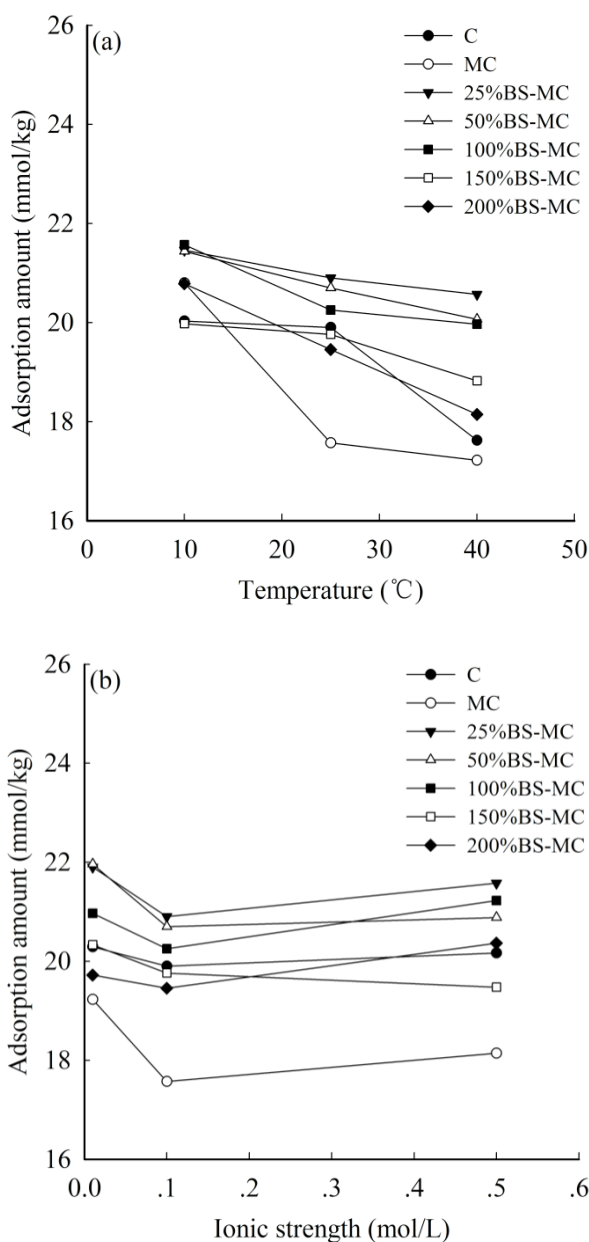 (a)
C
MC
25%BS-MC
50%BS-MC
100%BS-MC
150%BS-MC
200%BS-MC
Adsorption amount (mmol/kg)
26
24
22
20
18
16
0 10 20 30 40 50
Temperature (℃)
(b)
C
MC
25%BS-MC
50%BS-MC
100%BS-MC
150%BS-MC
200%BS-MC
Adsorption amount (mmol/kg)
26
24
22
20
18
16
0.0 .1 .2 .3 .4 .5 .6
Ionic strength (mol/L)